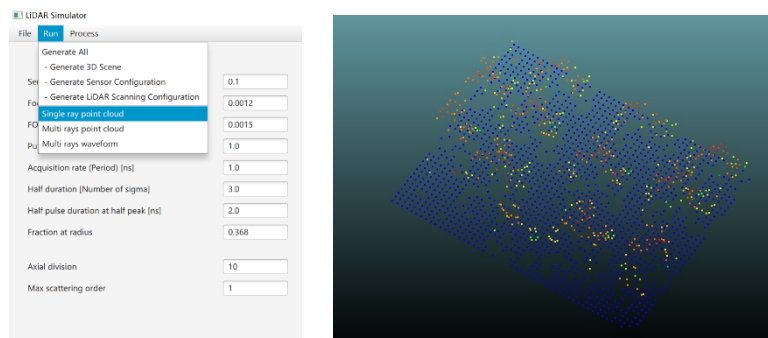 LiDAR Simulator
File Run Process
Generate All
- Generate 3D Scene
- Generate Sensor Configuration
0.1
- Generate LiDAR Scanning Configuration
0.0012
Single ray point cloud
0.0015
Multi rays point cloud
1.0
Multi rays waveform
Acquisition rate (Period) [ns] 1.0
Half duration [Number of sigma] 3.0
Half pulse duration at half peak [ns] 2.0
Fraction at radius 0.368
Axial division 10
Max scattering order 1